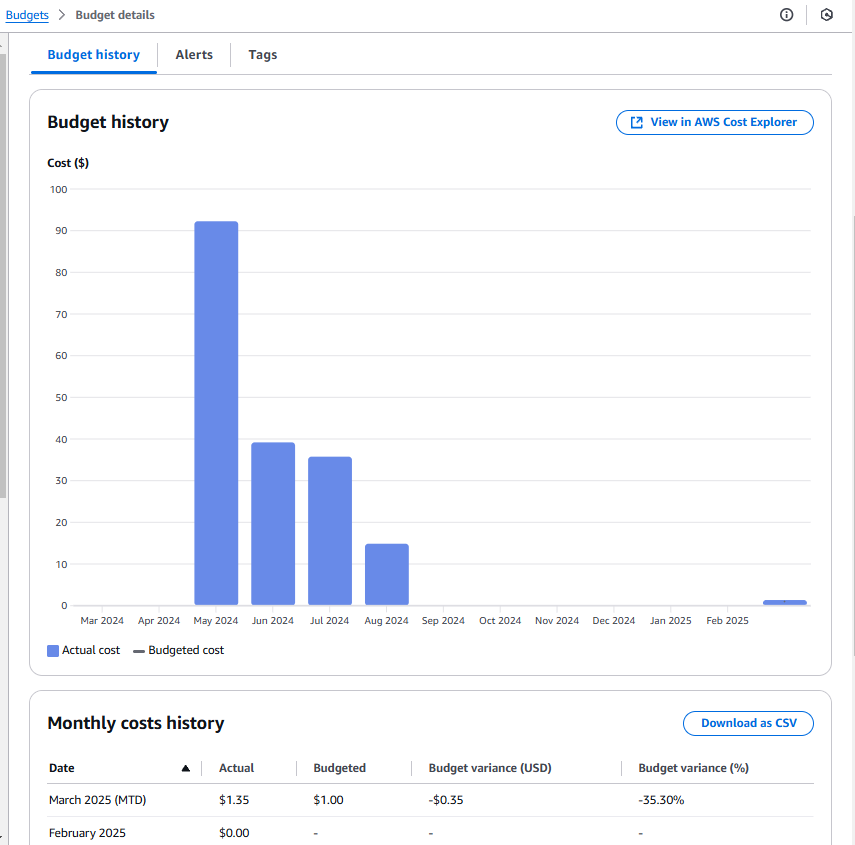 Budgets > Budget details
Budget history Alerts Tags
Budget history
View in AWS Cost Explorer
Cost ($)
100
90
80
70
60
50
40
30
20
10
0
Mar 2024 Apr 2024 May 2024 Jun 2024 Jul 2024 Aug 2024 Sep 2024 Oct 2024 Nov 2024 Dec 2024 Jan 2025 Feb 2025
Actual cost Budgeted cost
Monthly costs history
Download as CSV
Date Actual Budgeted Budget variance (USD) Budget variance (%)
March 2025 (MTD) $1.35 $1.00 -$0.35 -35.30%
February 2025 $0.00 - - -